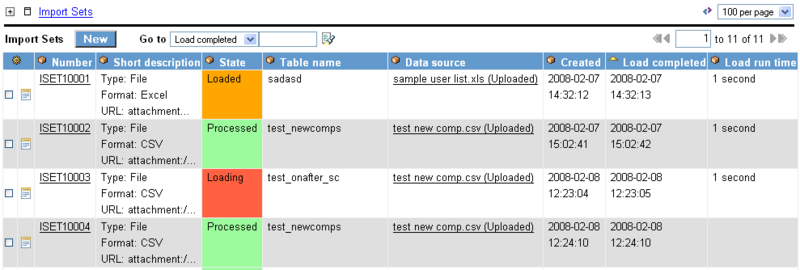 Import Sets 100 per page
Import Sets New Go to Load completed 1 to 11 of 11
Number Short description State Table name Data source Created Load completed Load run time
ISET10001 Type: File Loaded sadasd sample user list.xls (Uploaded) 2008-02-07 2008-02-07 1 second
Format: Excel 14:32:12 14:32:13
URL: attachment...
ISET10002 Type: File Processed test_newcomps test new comp.csv (Uploaded) 2008-02-07 2008-02-07 1 second
Format: CSV 15:02:41 15:02:42
URL: attachment:/...
ISET10003 Type: File Loading test_onafter_sc test new comp.csv (Uploaded) 2008-02-08 2008-02-08 1 second
Format: CSV 12:23:04 12:23:05
URL: attachment:/...
ISET10004 Type: File Processed test_newcomps test new comp.csv (Uploaded) 2008-02-08 2008-02-08
Format: CSV 12:24:10 12:24:10
URL: attachment:/...